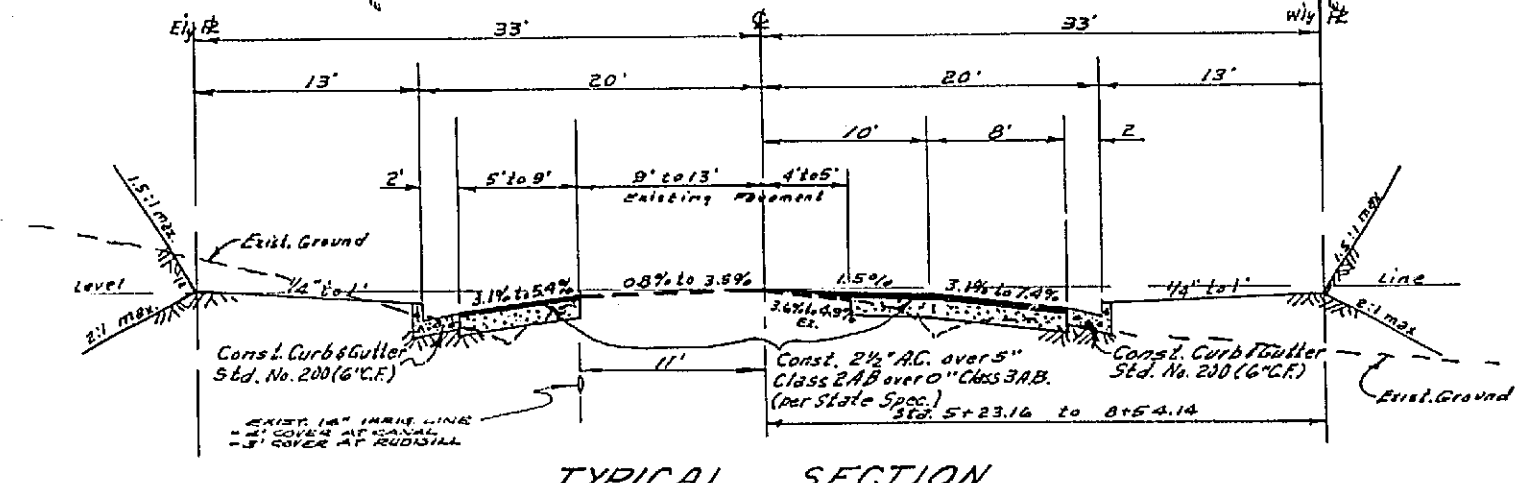 Ely PL
33'
CL
33'
Wly PL
13'
20'
20'
13'
10'
8'
2
2'
5' to 9'
9' to 13'
4' to 5'
Existing Pavement
1.5:1 max.
Exist. Ground
1.5:1 max
Level
1/4" to 1'
3.1% to 5.4%
0.8% to 3.5%
1.5%
3.1% to 7.4%
1/4" to 1'
Line
2:1 max.
3.6% to 4.9%
Ex.
2:1 max
Const. Curb & Gutter
Std. No. 200 (6" C.F.)
11'
Const. 2½" A.C. over 5"
Class 2 A B over 0" Class 3 A.B.
(per State Spec.)
Const. Curb & Gutter
Std. No. 200 (6" C.F.)
Exist. Ground
Sta. 5+23.16 to 8+54.14
EXIST. IRRIG. LINE
COVER AT CANAL
COVER AT RUDISILL
TYPICAL SECTION